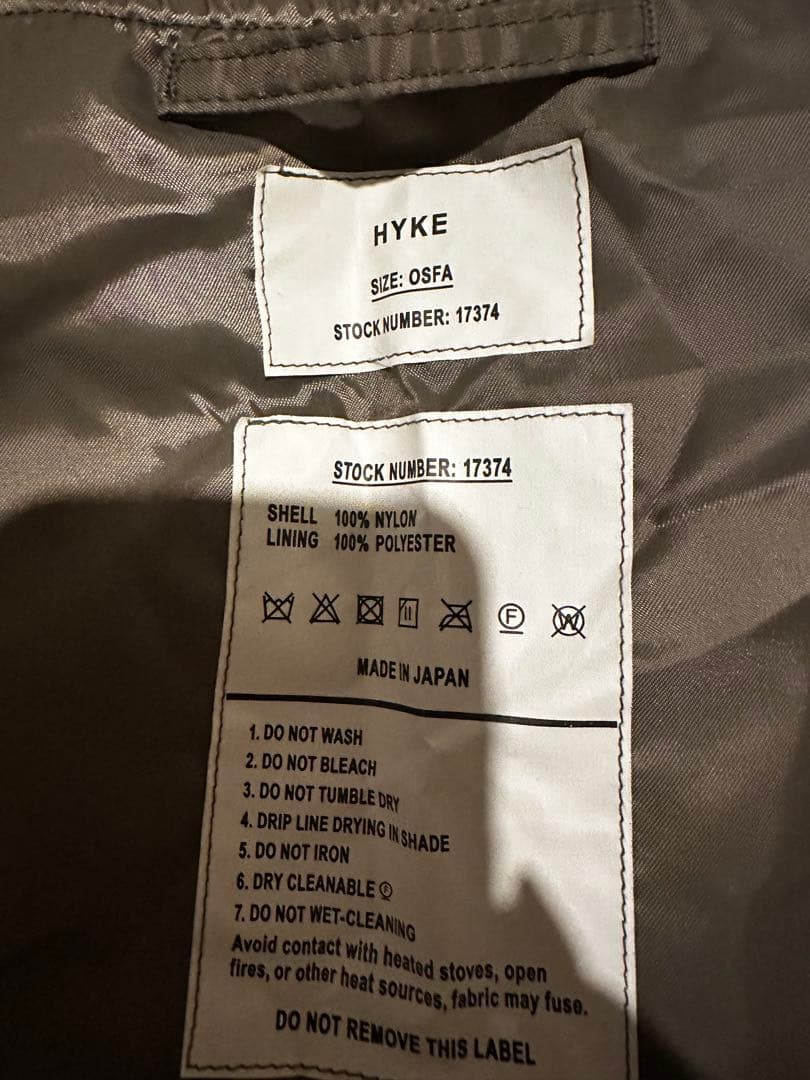 HYKE
SIZE: OSFA
STOCK NUMBER: 17374
STOCK NUMBER: 17374
SHELL 100% NYLON
LINING 100% POLYESTER
F W
MADE IN JAPAN
1. DO NOT WASH
2. DO NOT BLEACH
3. DO NOT TUMBLE DRY
4. DRIP LINE DRYING IN SHADE
5. DO NOT IRON
6. DRY CLEANABLE Ⓕ
7. DO NOT WET-CLEANING
Avoid contact with heated stoves, open
fires, or other heat sources, fabric may fuse.
DO NOT REMOVE THIS LABEL